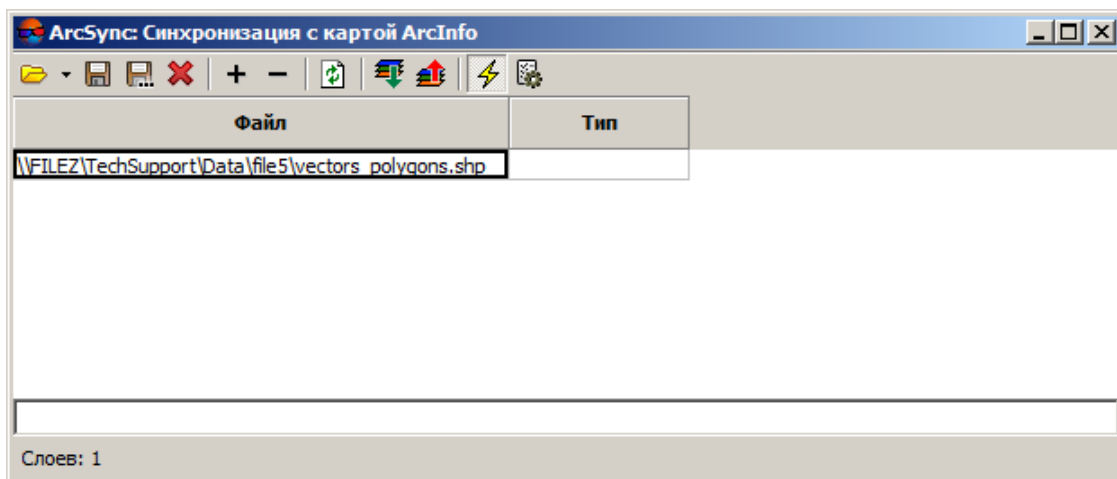 ArcSync: Синхронизация с картой ArcInfo
Файл Тип
\\FILEZ\TechSupport\Data\file5\vectors_polygons.shp
Слоев: 1